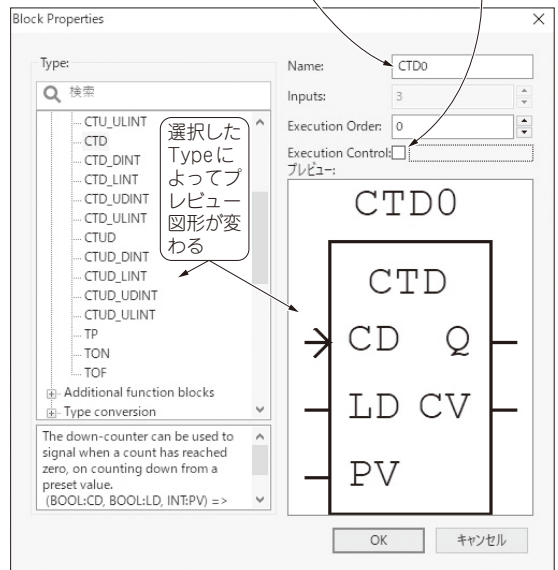 Block Properties
Type:
検索
CTU_ULINT
CTD
CTD_DINT
CTD_LINT
CTD_UDINT
CTD_ULINT
CTUD
CTUD_DINT
CTUD_LINT
CTUD_UDINT
CTUD_ULINT
TP
TON
TOF
Additional function blocks
Type conversion
選択した
Typeに
よってプ
レビュー
図形が変
わる
The down-counter can be used to
signal when a count has reached
zero, on counting down from a
preset value.
(BOOL:CD, BOOL:LD, INT:PV) =>
Name:
CTD0
Inputs:
3
Execution Order:
0
Execution Control:
プレビュー:
CTD0
CTD
CD Q
LD CV
PV
OK
キャンセル